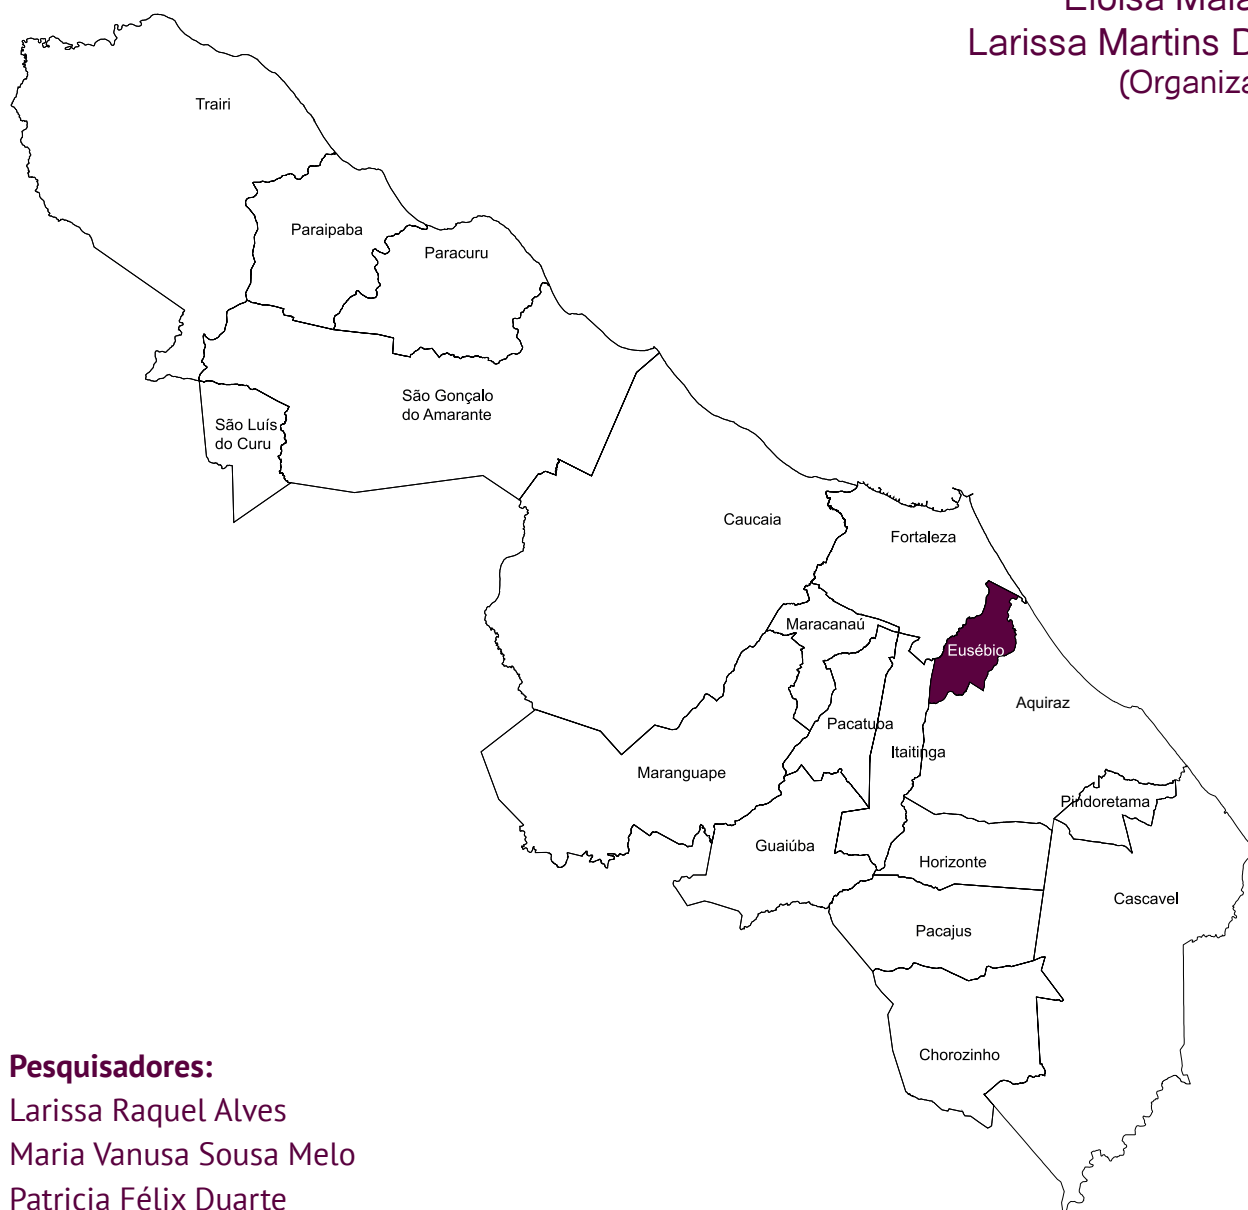 Eloísa Maia
Larissa Martins D
(Organiza
Trairi
Paraipaba
Paracuru
São Gonçalo
do Amarante
São Luís
do Curu
Caucaia
Fortaleza
Maracanaú
Eusébio
Aquiraz
Pacatuba
Itaitinga
Maranguape
Pindoretama
Guaiúba
Horizonte
Cascavel
Pacajus
Chorozinho
Pesquisadores:
Larissa Raquel Alves
Maria Vanusa Sousa Melo
Patricia Félix Duarte